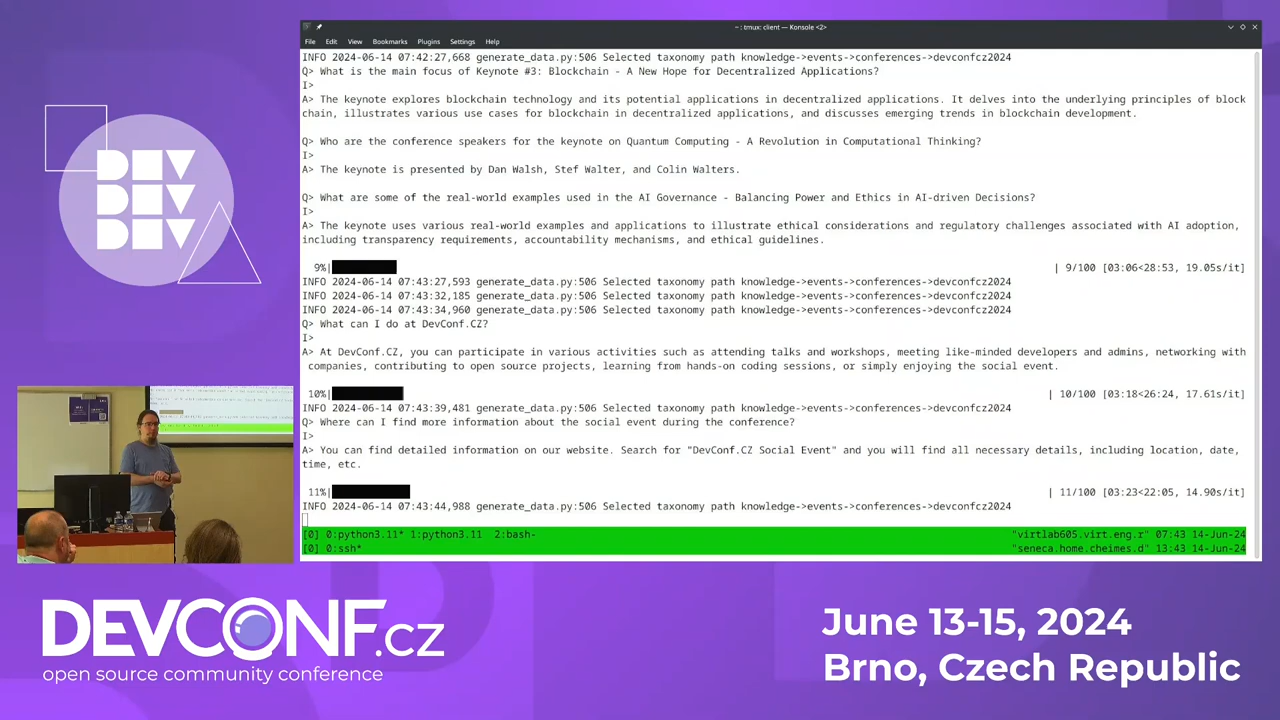 ~ : tmux: client — Konsole <2>
File Edit View Bookmarks Plugins Settings Help
INFO 2024-06-14 07:42:27,668 generate_data.py:506 Selected taxonomy path knowledge->events->conferences->devconfcz2024
Q> What is the main focus of Keynote #3: Blockchain - A New Hope for Decentralized Applications?
I>
A> The keynote explores blockchain technology and its potential applications in decentralized applications. It delves into the underlying principles of block
chain, illustrates various use cases for blockchain in decentralized applications, and discusses emerging trends in blockchain development.
Q> Who are the conference speakers for the keynote on Quantum Computing - A Revolution in Computational Thinking?
I>
A> The keynote is presented by Dan Walsh, Stef Walter, and Colin Walters.
Q> What are some of the real-world examples used in the AI Governance - Balancing Power and Ethics in AI-driven Decisions?
I>
A> The keynote uses various real-world examples and applications to illustrate ethical considerations and regulatory challenges associated with AI adoption,
including transparency requirements, accountability mechanisms, and ethical guidelines.
9%| | 9/100 [03:06<28:53, 19.05s/it]
INFO 2024-06-14 07:43:27,593 generate_data.py:506 Selected taxonomy path knowledge->events->conferences->devconfcz2024
INFO 2024-06-14 07:43:32,185 generate_data.py:506 Selected taxonomy path knowledge->events->conferences->devconfcz2024
INFO 2024-06-14 07:43:34,960 generate_data.py:506 Selected taxonomy path knowledge->events->conferences->devconfcz2024
Q> What can I do at DevConf.CZ?
I>
A> At DevConf.CZ, you can participate in various activities such as attending talks and workshops, meeting like-minded developers and admins, networking with
companies, contributing to open source projects, learning from hands-on coding sessions, or simply enjoying the social event.
10%| | 10/100 [03:18<26:24, 17.61s/it]
INFO 2024-06-14 07:43:39,481 generate_data.py:506 Selected taxonomy path knowledge->events->conferences->devconfcz2024
Q> Where can I find more information about the social event during the conference?
I>
A> You can find detailed information on our website. Search for "DevConf.CZ Social Event" and you will find all necessary details, including location, date,
time, etc.
11%| | 11/100 [03:23<22:05, 14.90s/it]
INFO 2024-06-14 07:43:44,988 generate_data.py:506 Selected taxonomy path knowledge->events->conferences->devconfcz2024
[0] 0:python3.11* 1:python3.11 2:bash- "virtlab605.virt.eng.r" 07:43 14-Jun-24
[0] 0:ssh* "seneca.home.cheimes.d" 13:43 14-Jun-24
DEV
DEV
DEV
DEVCONF.cz
open source community conference
June 13-15, 2024
Brno, Czech Republic